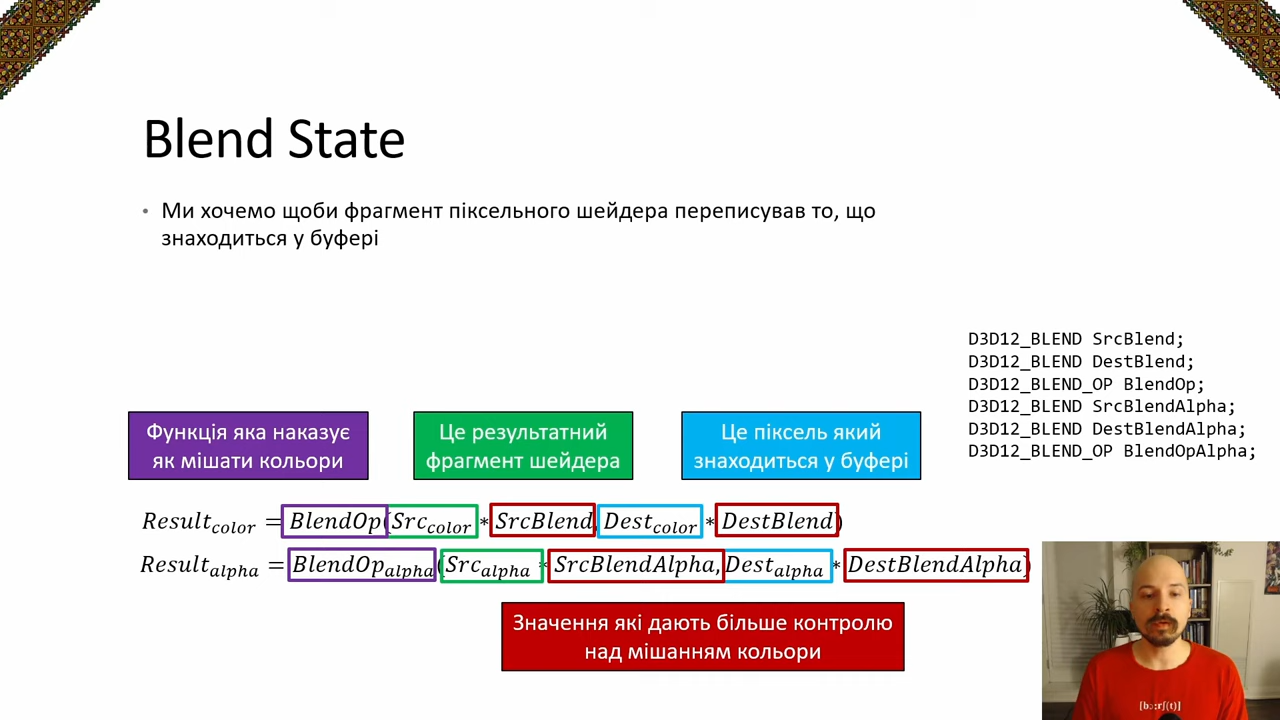 Blend State
• Ми хочемо щоби фрагмент піксельного шейдера переписував то, що
знаходиться у буфері
D3D12_BLEND SrcBlend;
D3D12_BLEND DestBlend;
D3D12_BLEND_OP BlendOp;
D3D12_BLEND SrcBlendAlpha;
D3D12_BLEND DestBlendAlpha;
D3D12_BLEND_OP BlendOpAlpha;
Функція яка наказує
як мішати кольори
Це результатний
фрагмент шейдера
Це піксель який
знаходиться у буфері
Result_color = BlendOp(Src_color * SrcBlend, Dest_color * DestBlend)
Result_alpha = BlendOp_alpha(Src_alpha * SrcBlendAlpha, Dest_alpha * DestBlendAlpha)
Значення які дають більше контролю
над мішанням кольори